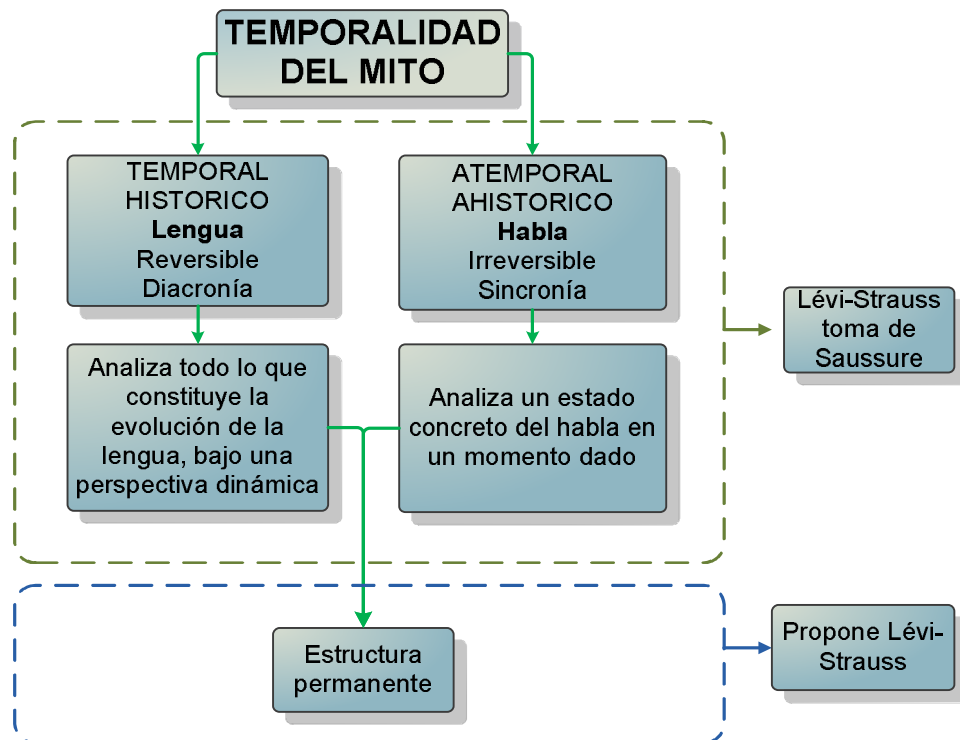 TEMPORALIDAD
DEL MITO
TEMPORAL
HISTORICO
Lengua
Reversible
Diacronía
ATEMPORAL
AHISTORICO
Habla
Irreversible
Sincronía
Analiza todo lo que
constituye la
evolución de la
lengua, bajo una
perspectiva dinámica
Analiza un estado
concreto del habla en
un momento dado
Lévi-Strauss
toma de
Saussure
Estructura
permanente
Propone Lévi-
Strauss